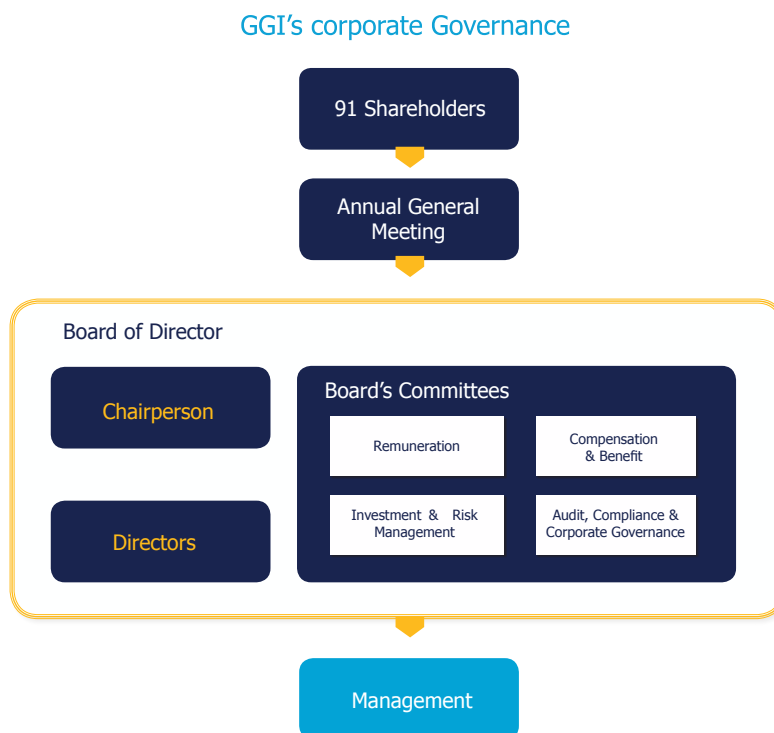 GGI's corporate Governance
91 Shareholders
Annual General
Meeting
Board of Director
Chairperson
Directors
Board's Committees
Remuneration
Compensation
& Benefit
Investment & Risk
Management
Audit, Compliance &
Corporate Governance
Management